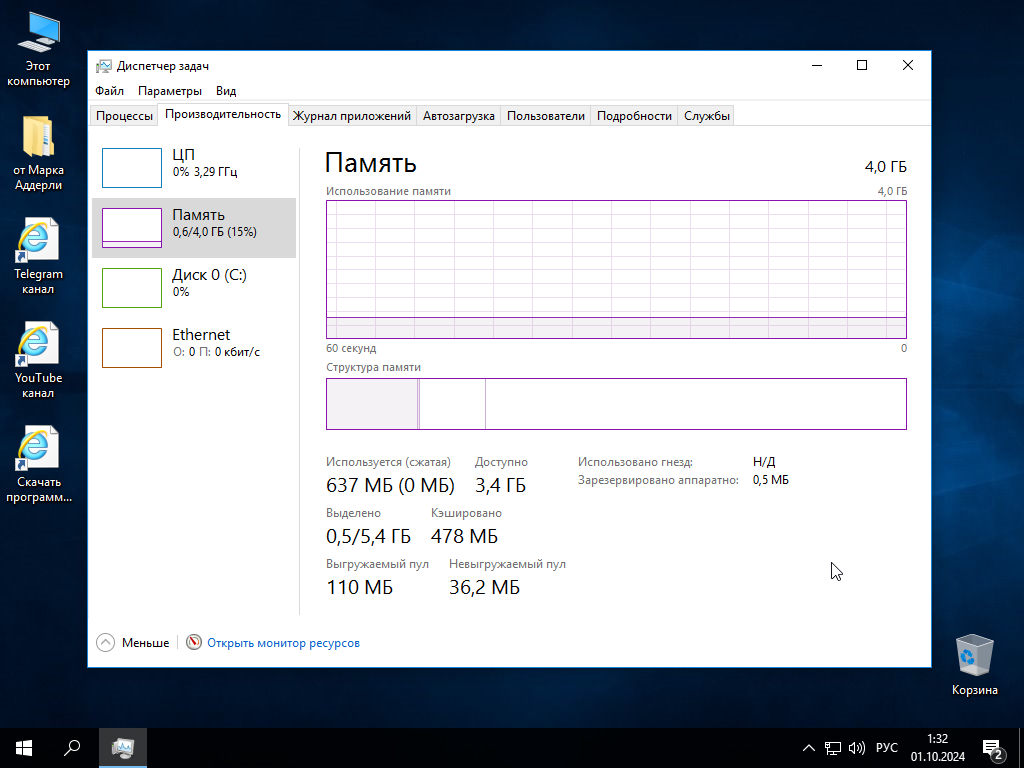 Этот
компьютер
от Марка
Аддерли
Telegram
канал
YouTube
канал
Скачать
программ...
Диспетчер задач
Файл Параметры Вид
Процессы Производительность Журнал приложений Автозагрузка Пользователи Подробности Службы
ЦП
0% 3,29 ГГц
Память
0,6/4,0 ГБ (15%)
Диск 0 (C:)
0%
Ethernet
О: 0 П: 0 кбит/с
Память 4,0 ГБ
Использование памяти 4,0 ГБ
60 секунд 0
Структура памяти
Используется (сжатая) Доступно
637 МБ (0 МБ) 3,4 ГБ
Выделено Кэшировано
0,5/5,4 ГБ 478 МБ
Выгружаемый пул Невыгружаемый пул
110 МБ 36,2 МБ
Использовано гнезд: Н/Д
Зарезервировано аппаратно: 0,5 МБ
Меньше Открыть монитор ресурсов
Корзина
РУС
1:32
01.10.2024
2